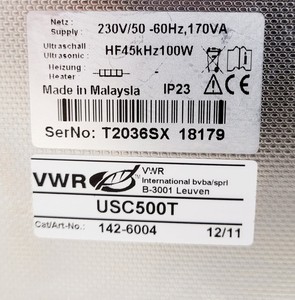 Netz :
Supply : 230V/50 -60Hz,170VA
Ultraschall
Ultrasonic : HF45kHz100W
Heizung :
Heater
Made in Malaysia IP23
SerNo: T2036SX 18179
VWR
VWR
International bvba/sprl
B-3001 Leuven
USC500T
Cat/Art-No.: 142-6004 12/11